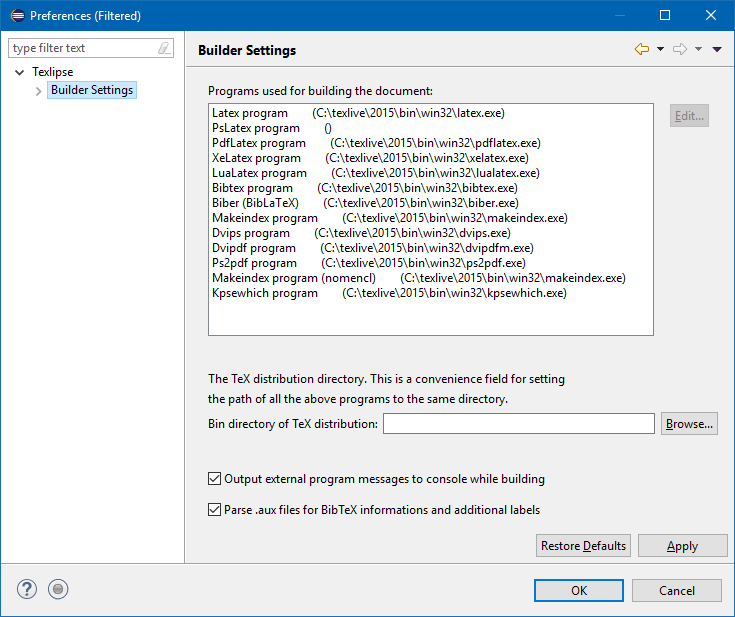 Preferences (Filtered)
type filter text
Texlipse
Builder Settings
Builder Settings
Programs used for building the document:
Latex program (C:\texlive\2015\bin\win32\latex.exe)
PsLatex program ()
PdfLatex program (C:\texlive\2015\bin\win32\pdflatex.exe)
XeLatex program (C:\texlive\2015\bin\win32\xelatex.exe)
LuaLatex program (C:\texlive\2015\bin\win32\lualatex.exe)
Bibtex program (C:\texlive\2015\bin\win32\bibtex.exe)
Biber (BibLaTeX) (C:\texlive\2015\bin\win32\biber.exe)
Makeindex program (C:\texlive\2015\bin\win32\makeindex.exe)
Dvips program (C:\texlive\2015\bin\win32\dvips.exe)
Dvipdf program (C:\texlive\2015\bin\win32\dvipdfm.exe)
Ps2pdf program (C:\texlive\2015\bin\win32\ps2pdf.exe)
Makeindex program (nomencl) (C:\texlive\2015\bin\win32\makeindex.exe)
Kpsewhich program (C:\texlive\2015\bin\win32\kpsewhich.exe)
Edit...
The TeX distribution directory. This is a convenience field for setting
the path of all the above programs to the same directory.
Bin directory of TeX distribution:
Browse...
Output external program messages to console while building
Parse .aux files for BibTeX informations and additional labels
Restore Defaults
Apply
?
OK
Cancel